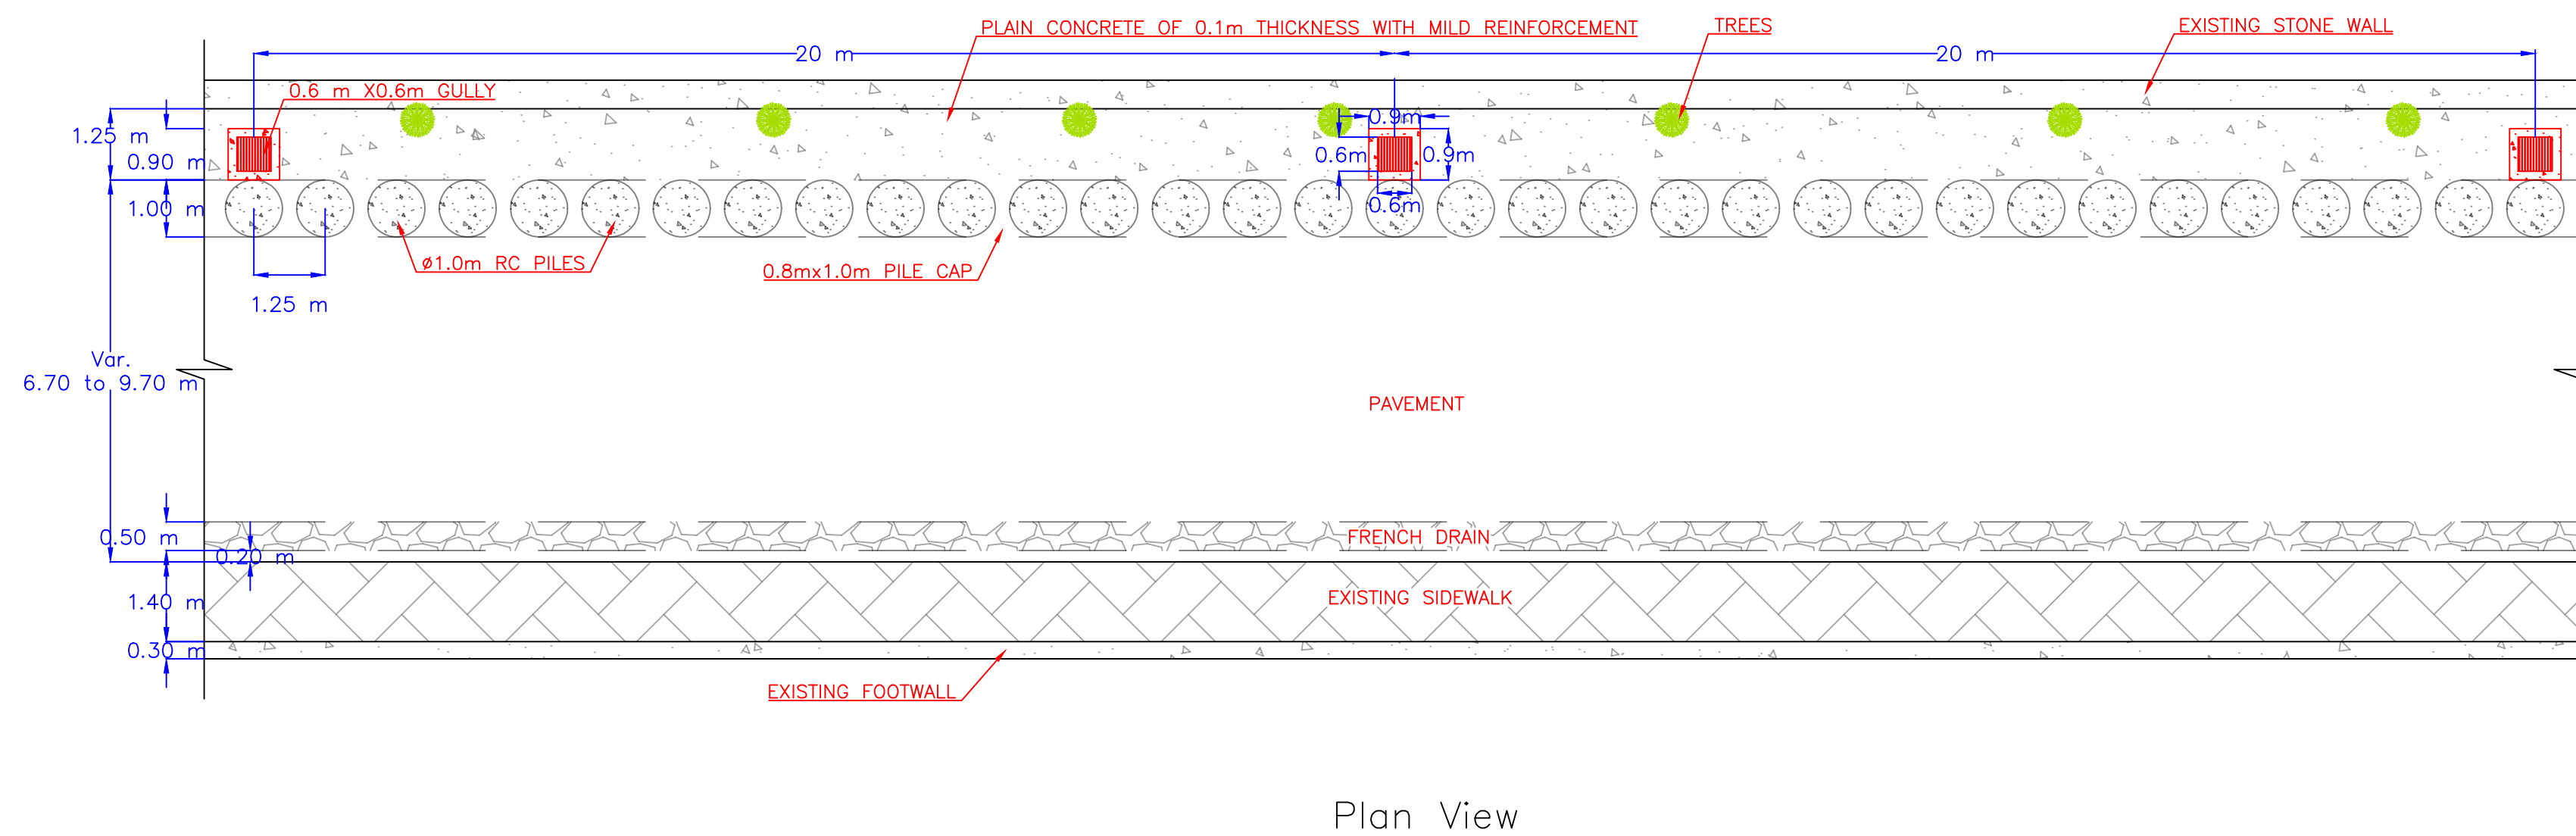 PLAIN CONCRETE OF 0.1m THICKNESS WITH MILD REINFORCEMENT
TREES
EXISTING STONE WALL
20 m
20 m
0.6 m X0.6m GULLY
1.25 m
0.90 m
0.9m
0.6m
0.9m
0.6m
1.00 m
ø1.0m RC PILES
0.8mx1.0m PILE CAP
1.25 m
Var.
6.70 to 9.70 m
PAVEMENT
0.50 m
FRENCH DRAIN
0.20 m
1.40 m
EXISTING SIDEWALK
0.30 m
EXISTING FOOTWALL
Plan View